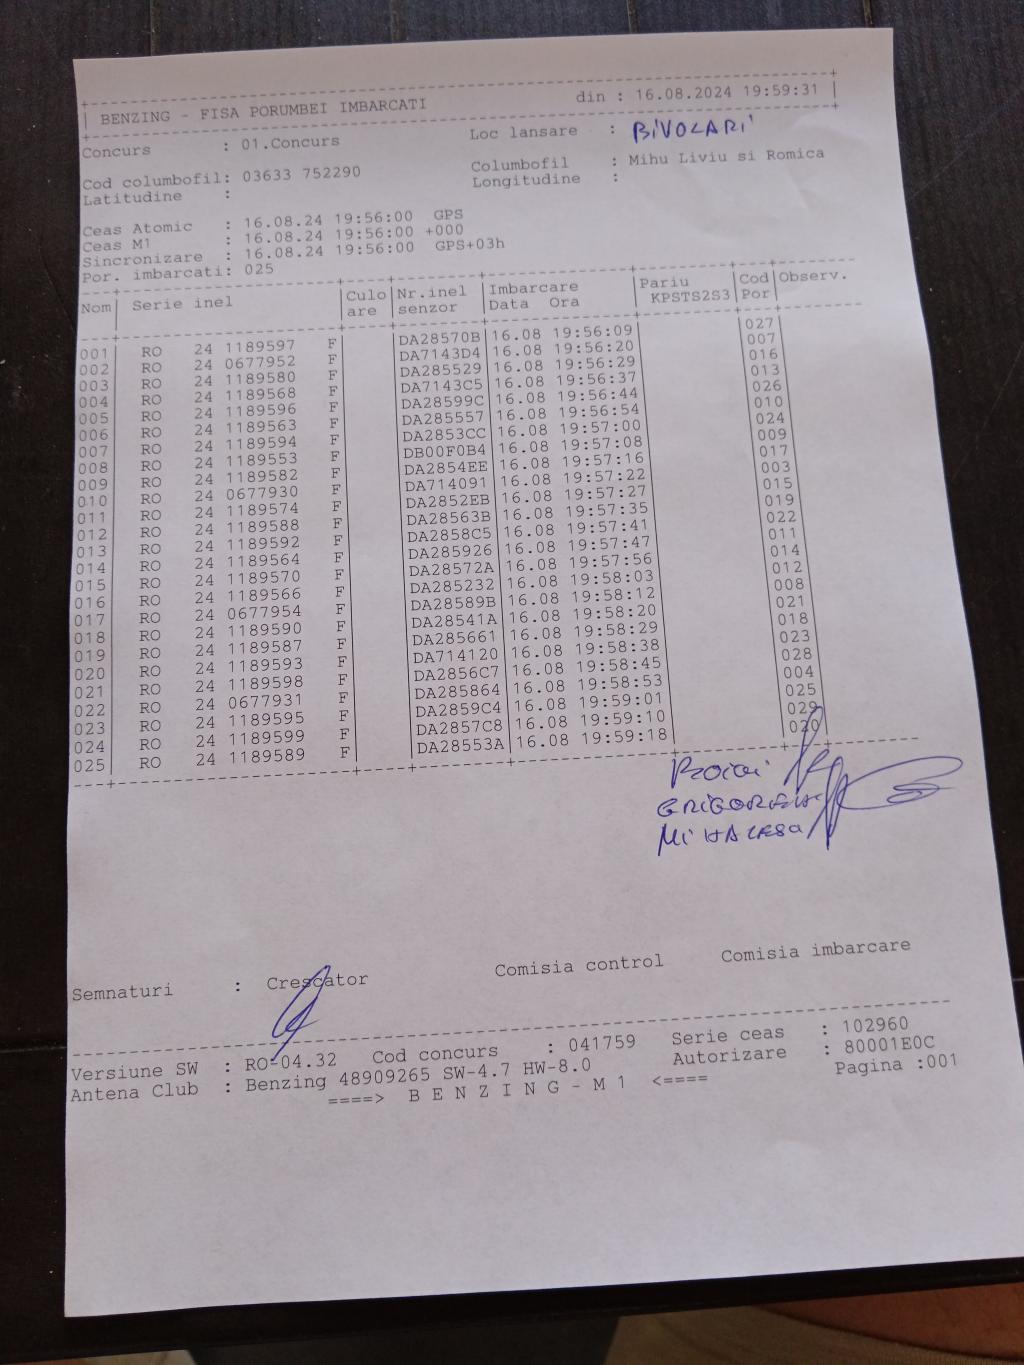 BENZING - FISA PORUMBEI IMBARCATI din : 16.08.2024 19:59:31
Concurs : 01.Concurs Loc lansare : BIVOLARI
Cod columbofil: 03633 752290 Columbofil : Mihu Liviu si Romica
Latitudine : Longitudine :
Ceas Atomic : 16.08.24 19:56:00 GPS
Ceas M1 : 16.08.24 19:56:00 +000
Sincronizare : 16.08.24 19:56:00 GPS+03h
Por. imbarcati: 025
Nom Serie inel Culo Nr.inel Imbarcare Pariu Cod Observ.
are senzor Data Ora KPSTS2S3 Por
001 RO 24 1189597 F DA28570B 16.08 19:56:09 027
002 RO 24 0677952 F DA7143D4 16.08 19:56:20 007
003 RO 24 1189580 F DA285529 16.08 19:56:29 016
004 RO 24 1189568 F DA7143C5 16.08 19:56:37 013
005 RO 24 1189596 F DA28599C 16.08 19:56:44 026
006 RO 24 1189563 F DA285557 16.08 19:56:54 010
007 RO 24 1189594 F DA2853CC 16.08 19:57:00 024
008 RO 24 1189553 F DB00F0B4 16.08 19:57:08 009
009 RO 24 1189582 F DA2854EE 16.08 19:57:16 017
010 RO 24 0677930 F DA714091 16.08 19:57:22 003
011 RO 24 1189574 F DA2852EB 16.08 19:57:27 015
012 RO 24 1189588 F DA28563B 16.08 19:57:35 019
013 RO 24 1189592 F DA2858C5 16.08 19:57:41 022
014 RO 24 1189564 F DA285926 16.08 19:57:47 011
015 RO 24 1189570 F DA28572A 16.08 19:57:56 014
016 RO 24 1189566 F DA285232 16.08 19:58:03 012
017 RO 24 0677954 F DA28589B 16.08 19:58:12 008
018 RO 24 1189590 F DA28541A 16.08 19:58:20 021
019 RO 24 1189587 F DA285661 16.08 19:58:29 018
020 RO 24 1189593 F DA714120 16.08 19:58:38 023
021 RO 24 1189598 F DA2856C7 16.08 19:58:45 028
022 RO 24 0677931 F DA285864 16.08 19:58:53 004
023 RO 24 1189595 F DA2859C4 16.08 19:59:01 025
024 RO 24 1189599 F DA2857C8 16.08 19:59:10 029
025 RO 24 1189589 F DA28553A 16.08 19:59:18 020
Semnaturi : Crescator Comisia control Comisia imbarcare
Versiune SW : RO-04.32 Cod concurs : 041759 Serie ceas : 102960
Antena Club : Benzing 48909265 SW-4.7 HW-8.0 Autorizare : 80001E0C
====> B E N Z I N G - M 1 <==== Pagina :001